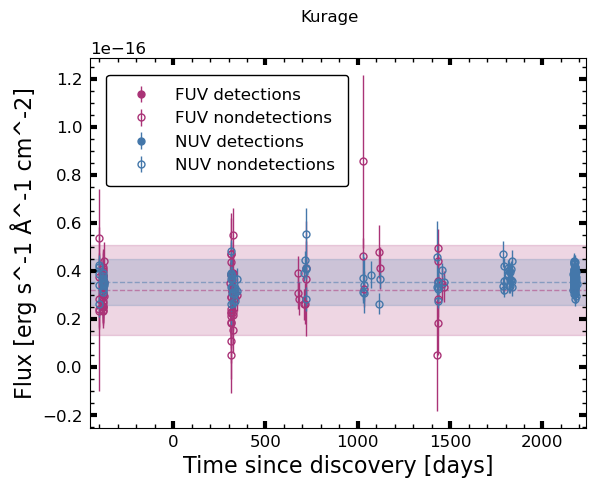 Kurage
1e−16
FUV detections
FUV nondetections
NUV detections
NUV nondetections
1.2
1.0
0.8
0.6
0.4
0.2
0.0
−0.2
Flux [erg s^-1 Å^-1 cm^-2]
0 500 1000 1500 2000
Time since discovery [days]